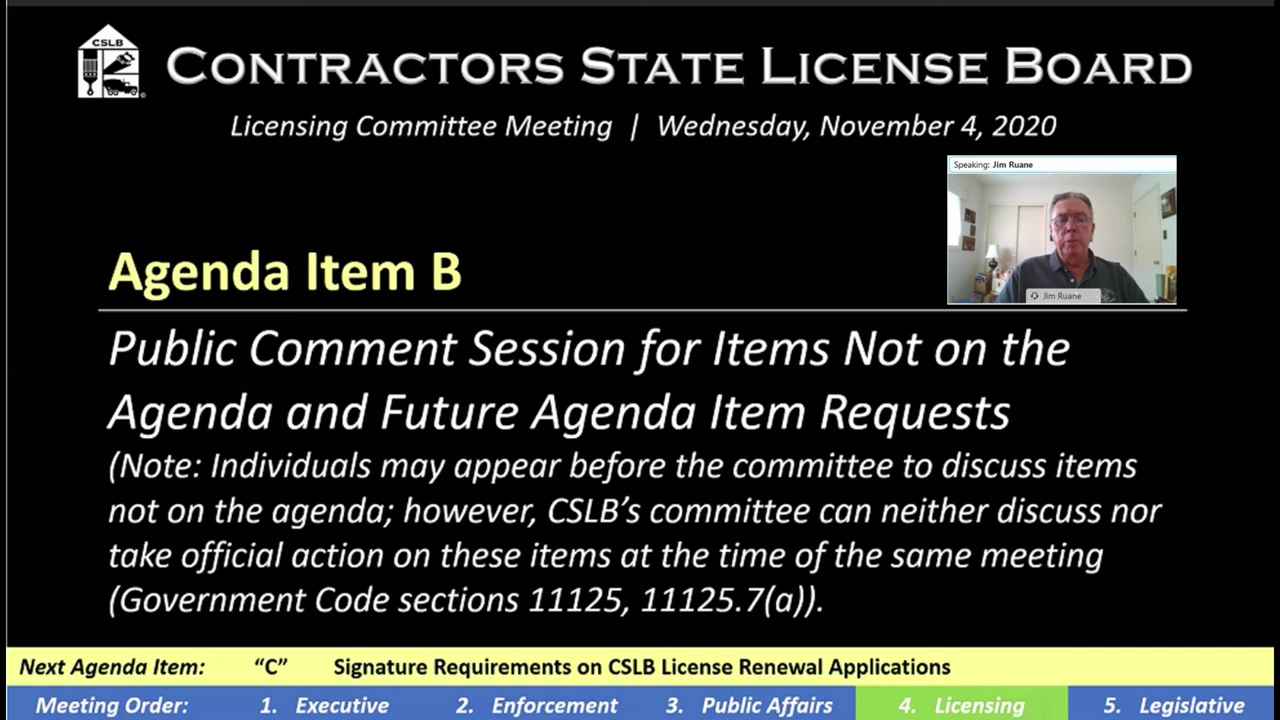 CSLB
CONTRACTORS STATE LICENSE BOARD
Licensing Committee Meeting | Wednesday, November 4, 2020
Speaking: Jim Ruane
Jim Ruane
Agenda Item B
Public Comment Session for Items Not on the
Agenda and Future Agenda Item Requests
(Note: Individuals may appear before the committee to discuss items
not on the agenda; however, CSLB’s committee can neither discuss nor
take official action on these items at the time of the same meeting
(Government Code sections 11125, 11125.7(a)).
Next Agenda Item: “C” Signature Requirements on CSLB License Renewal Applications
Meeting Order: 1. Executive 2. Enforcement 3. Public Affairs 4. Licensing 5. Legislative